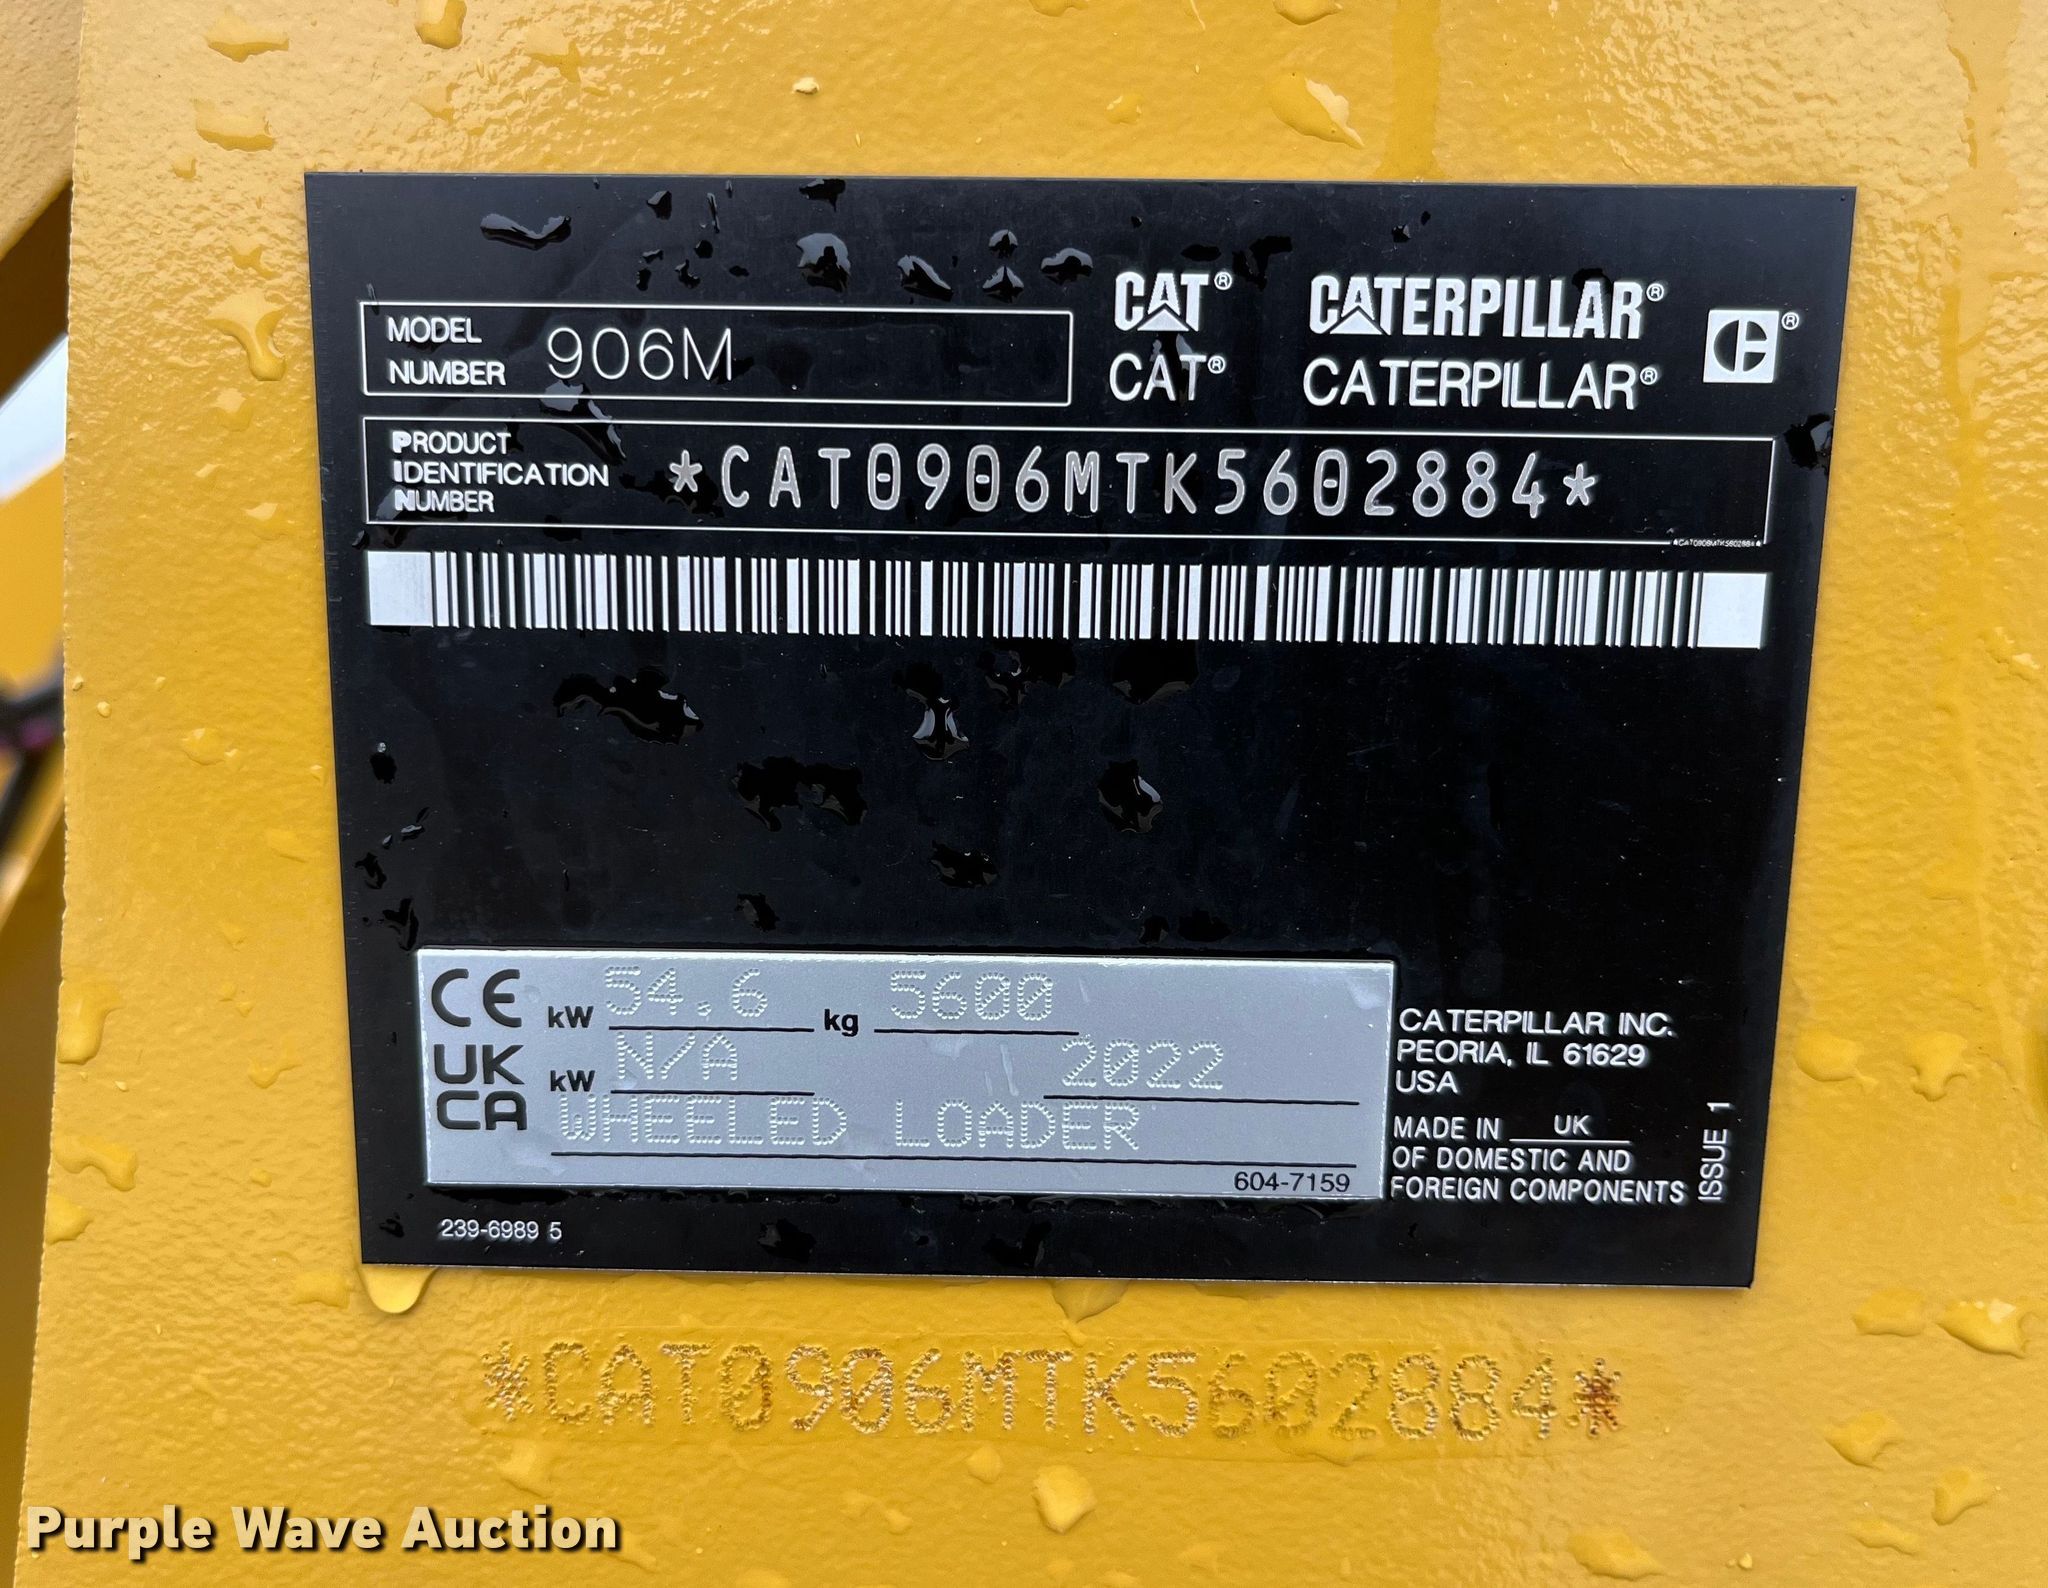 MODEL
NUMBER 906M
CAT® CATERPILLAR®
CAT® CATERPILLAR®
PRODUCT
IDENTIFICATION
NUMBER
*CAT0906MTK5602884*
CE kW 54.6 kg 5600
UK
CA
kW N/A 2022
WHEELED LOADER
604-7159
CATERPILLAR INC.
PEORIA, IL 61629
USA
MADE IN UK
OF DOMESTIC AND
FOREIGN COMPONENTS
ISSUE 1
239-6989 5
*CAT0906MTK5602884*
Purple Wave Auction